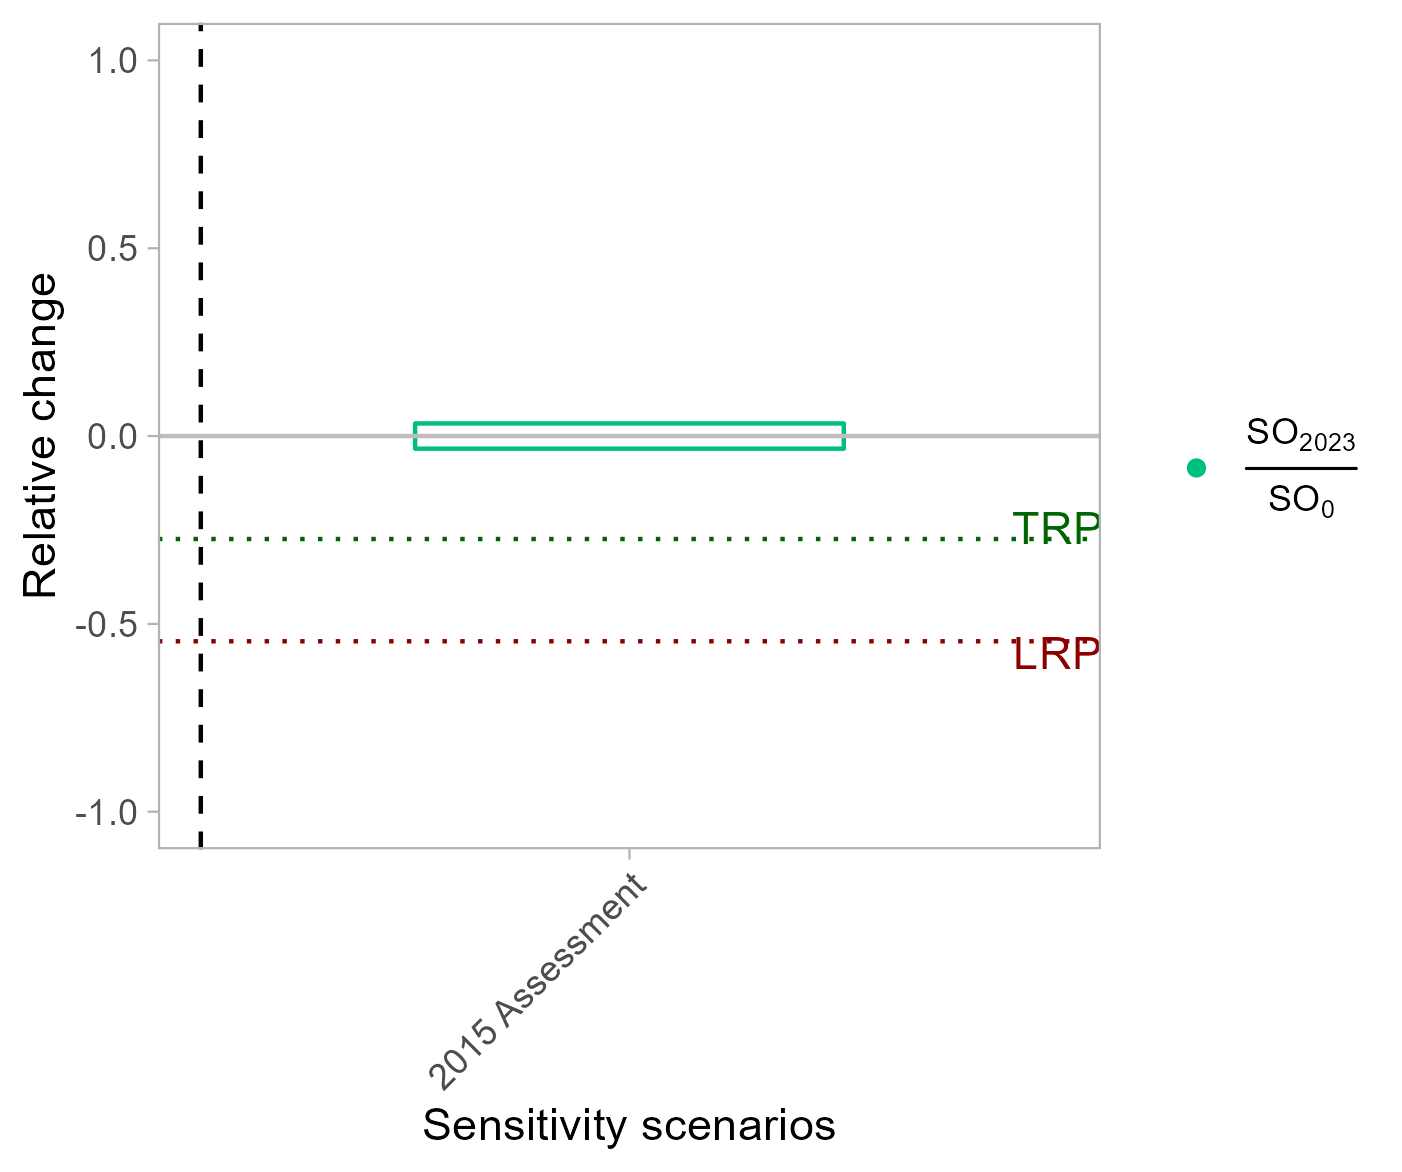 1.0
0.5
0.0
-0.5
-1.0
Relative change
TRP
LRP
2015 Assessment
Sensitivity scenarios
SO2023
SO0